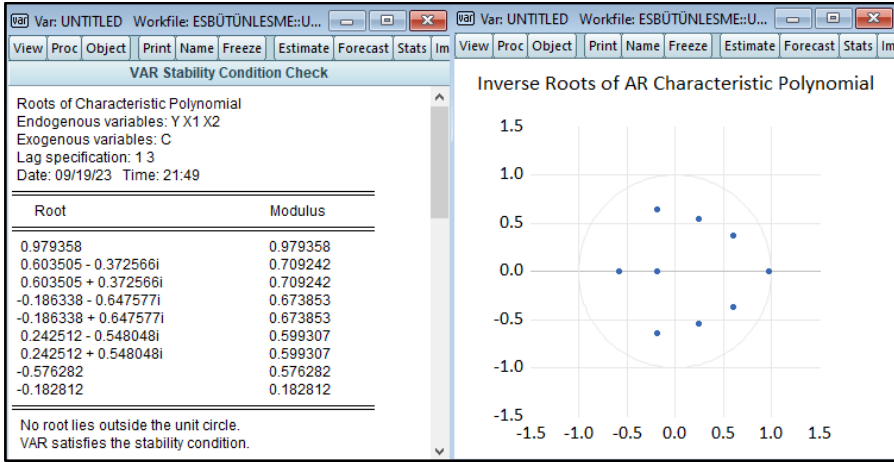 Var: UNTITLED Workfile: ESBÜTÜNLESME::U...
View Proc Object Print Name Freeze Estimate Forecast Stats Im
VAR Stability Condition Check
Roots of Characteristic Polynomial
Endogenous variables: Y X1 X2
Exogenous variables: C
Lag specification: 1 3
Date: 09/19/23 Time: 21:49
Root Modulus
0.979358 0.979358
0.603505 - 0.372566i 0.709242
0.603505 + 0.372566i 0.709242
-0.186338 - 0.647577i 0.673853
-0.186338 + 0.647577i 0.673853
0.242512 - 0.548048i 0.599307
0.242512 + 0.548048i 0.599307
-0.576282 0.576282
-0.182812 0.182812
No root lies outside the unit circle.
VAR satisfies the stability condition.
Var: UNTITLED Workfile: ESBÜTÜNLES​ME::U...
View Proc Object Print Name Freeze Estimate Forecast Stats Im
Inverse Roots of AR Characteristic Polynomial
1.5
1.0
0.5
0.0
-0.5
-1.0
-1.5
-1.5 -1.0 -0.5 0.0 0.5 1.0 1.5